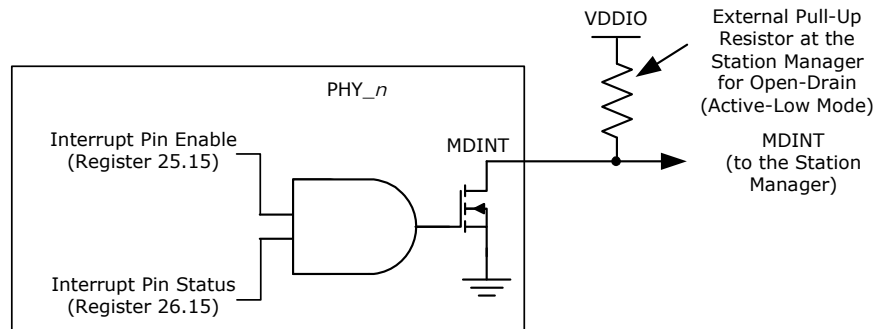 VDDIO
External Pull-Up
Resistor at the
Station Manager
for Open-Drain
(Active-Low Mode)
PHY_n
Interrupt Pin Enable
(Register 25.15)
MDINT
MDINT
(to the Station
Manager)
Interrupt Pin Status
(Register 26.15)